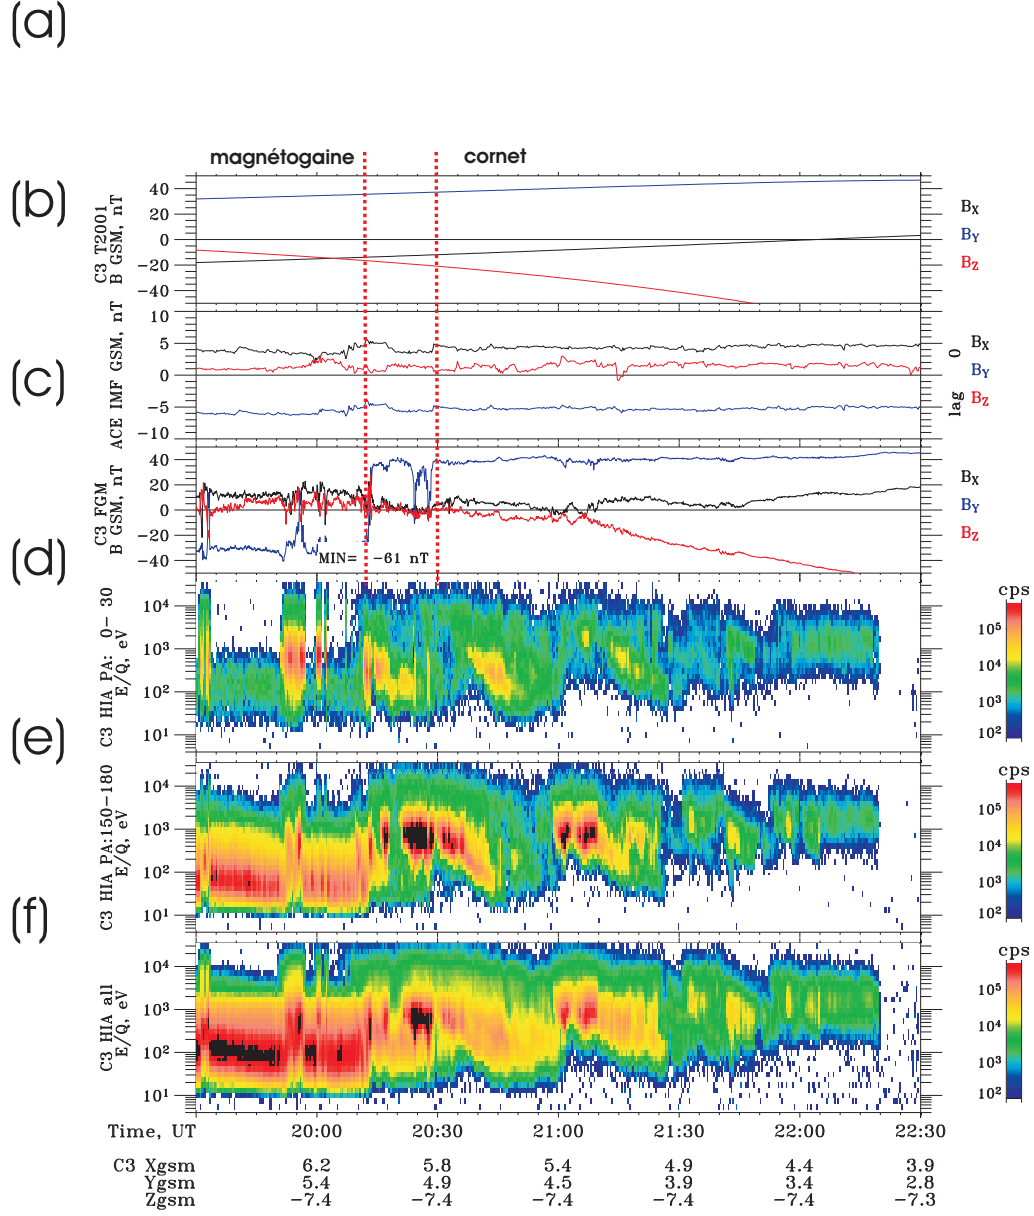 (a)
magnétogaine cornet
(b)
C3 T2001
B GSM, nT
40
20
0
−20
−40
BX
BY
BZ
(c)
ACE IMF GSM, nT
10
5
0
−5
−10
lag 0
BX
BY
BZ
C3 FGM
B GSM, nT
40
20
0
−20
−40
MIN= −61 nT
BX
BY
BZ
(d)
C3 HIA PA: 0− 30
E/Q, eV
10⁴
10³
10²
10¹
cps
10⁵
10⁴
10³
10²
(e)
C3 HIA PA:150−180
E/Q, eV
10⁴
10³
10²
10¹
cps
10⁵
10⁴
10³
10²
(f)
C3 HIA all
E/Q, eV
10⁴
10³
10²
10¹
cps
10⁵
10⁴
10³
10²
Time, UT 20:00 20:30 21:00 21:30 22:00 22:30
C3 Xgsm 6.2 5.8 5.4 4.9 4.4 3.9
Ygsm 5.4 4.9 4.5 3.9 3.4 2.8
Zgsm −7.4 −7.4 −7.4 −7.4 −7.4 −7.3